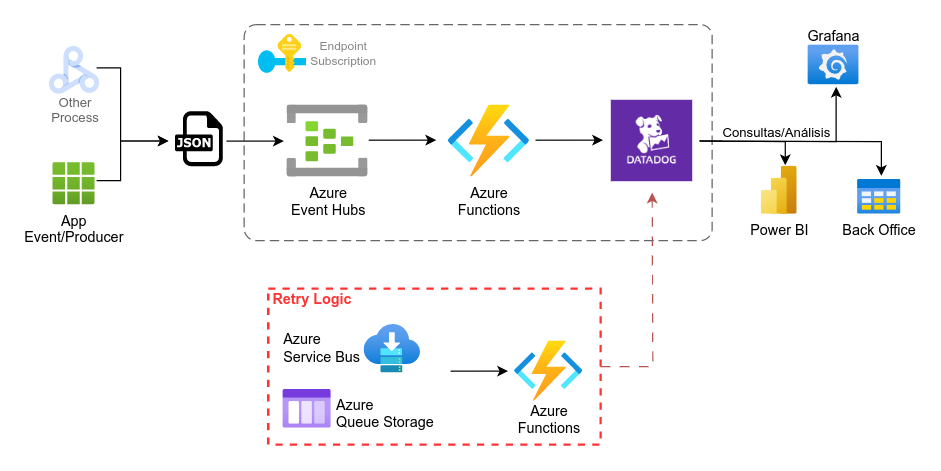 Grafana
Endpoint
Subscription
Other
Process
JSON
Consultas/Análisis
DATADOG
Azure
Event Hubs
Azure
Functions
App
Event/Producer
Power BI
Back Office
Retry Logic
Azure
Service Bus
Azure
Queue Storage
Azure
Functions